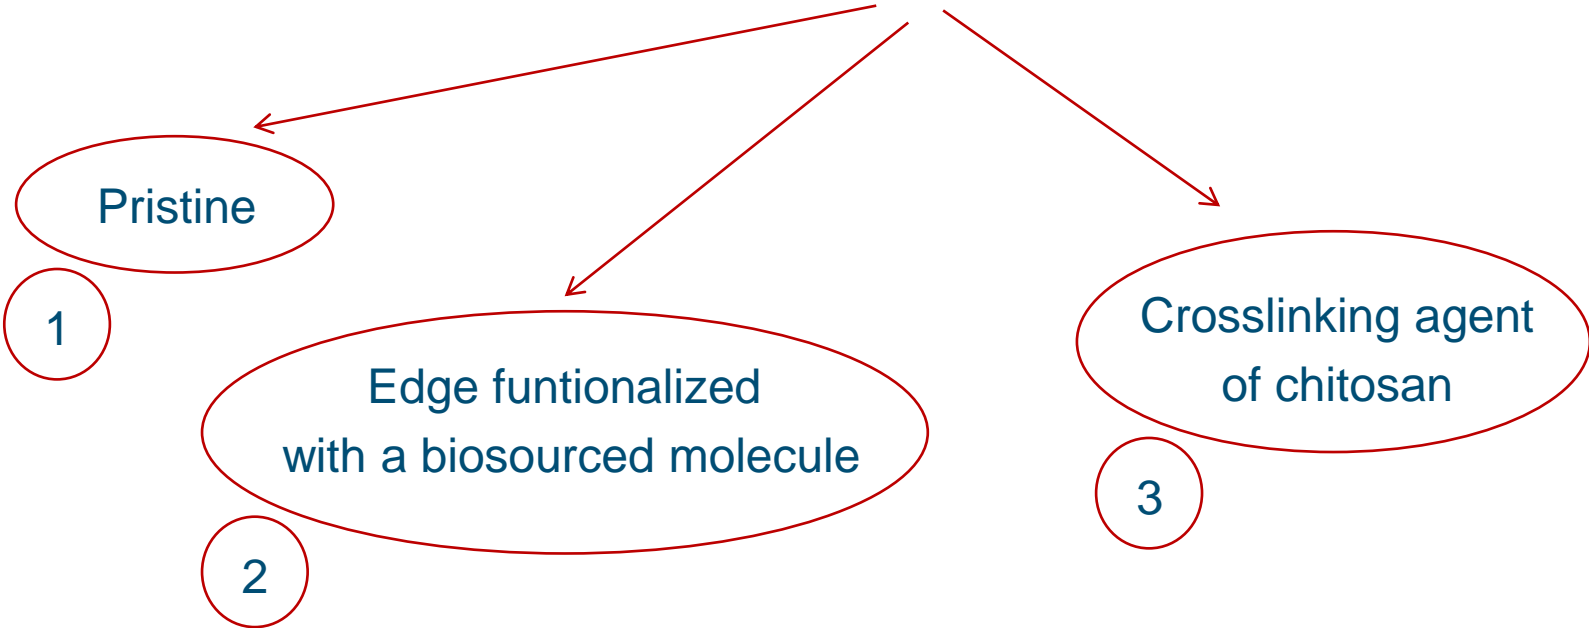 Pristine
1
Edge funtionalized
with a biosourced molecule
2
Crosslinking agent
of chitosan
3